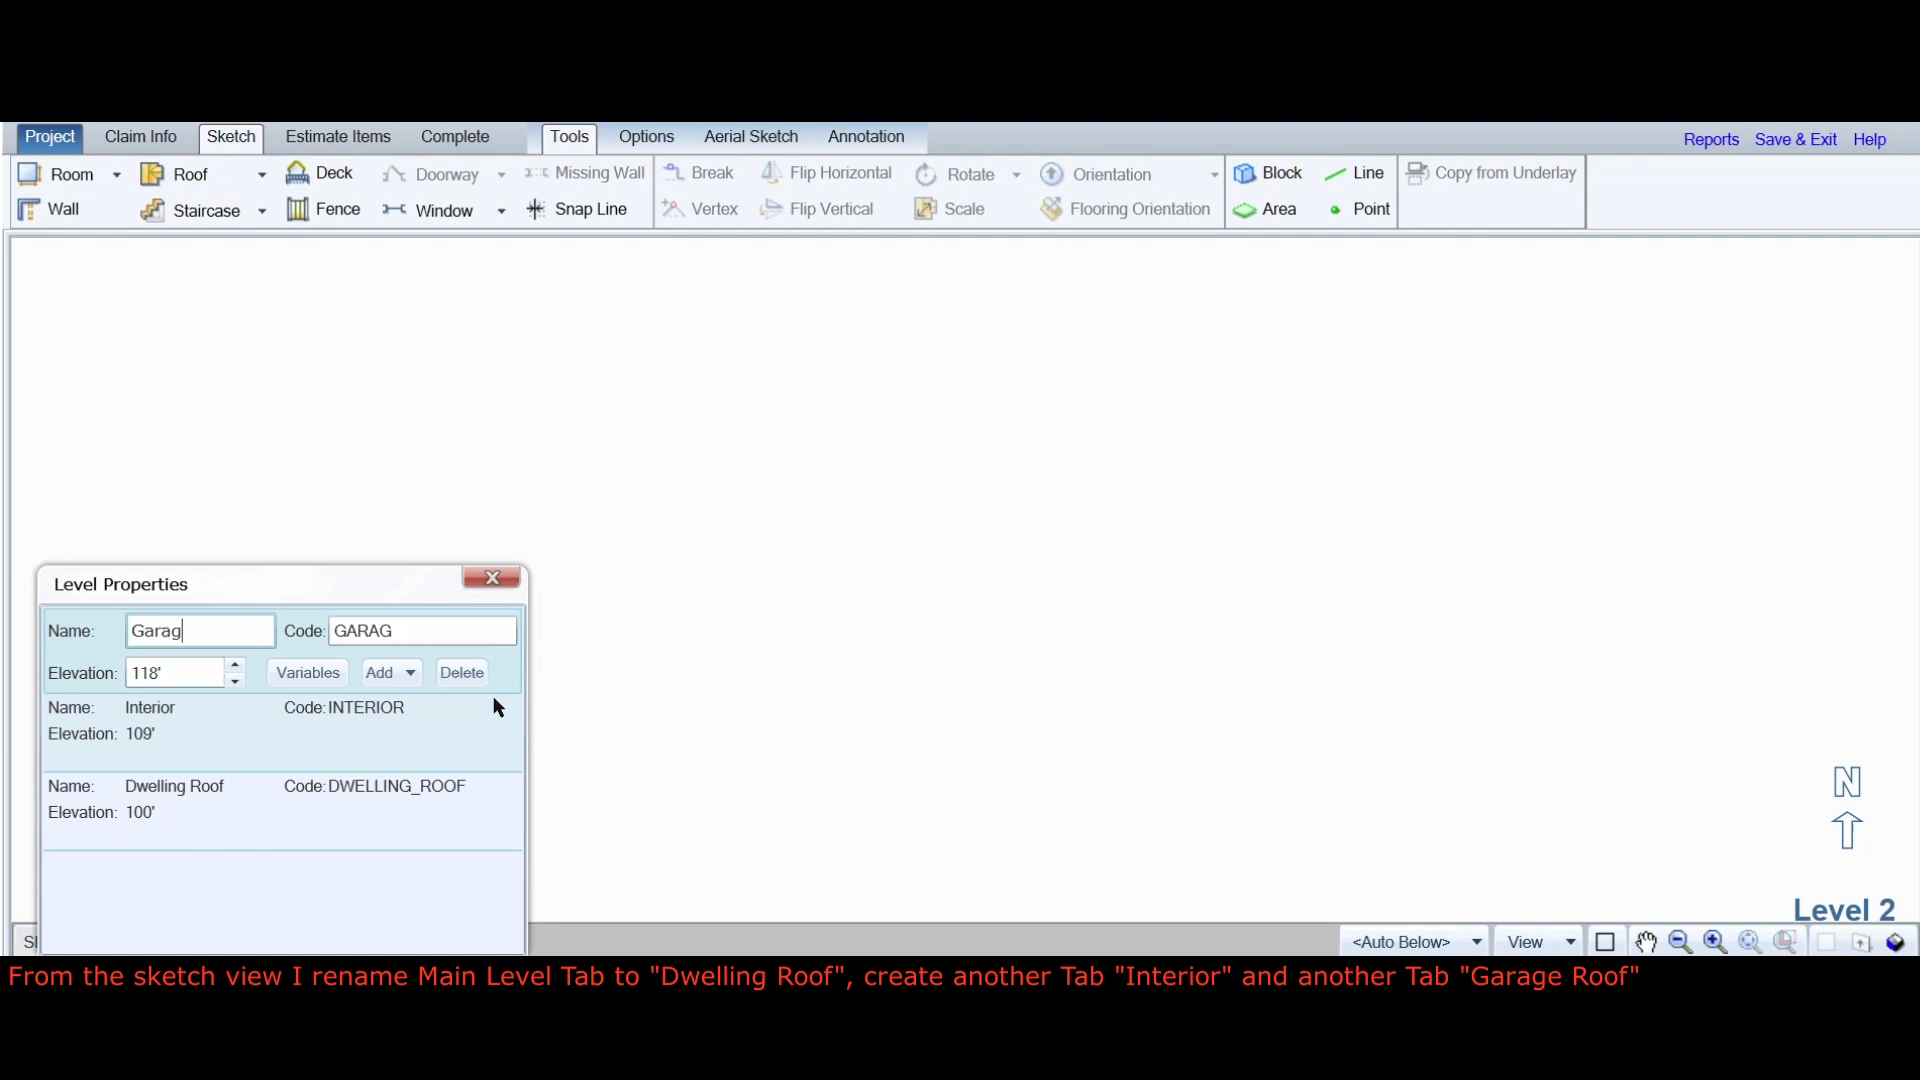 Project Claim Info Sketch Estimate Items Complete Tools Options Aerial Sketch Annotation Reports Save & Exit Help
Room Roof Deck Doorway Missing Wall Break Flip Horizontal Rotate Orientation Block Line Copy from Underlay
Wall Staircase Fence Window Snap Line Vertex Flip Vertical Scale Flooring Orientation Area Point
Level Properties
Name: Garag Code: GARAG
Elevation: 118' Variables Add Delete
Name: Interior Code: INTERIOR
Elevation: 109'
Name: Dwelling Roof Code: DWELLING_ROOF
Elevation: 100'
N
Level 2
<Auto Below> View
From the sketch view I rename Main Level Tab to "Dwelling Roof", create another Tab "Interior" and another Tab "Garage Roof"